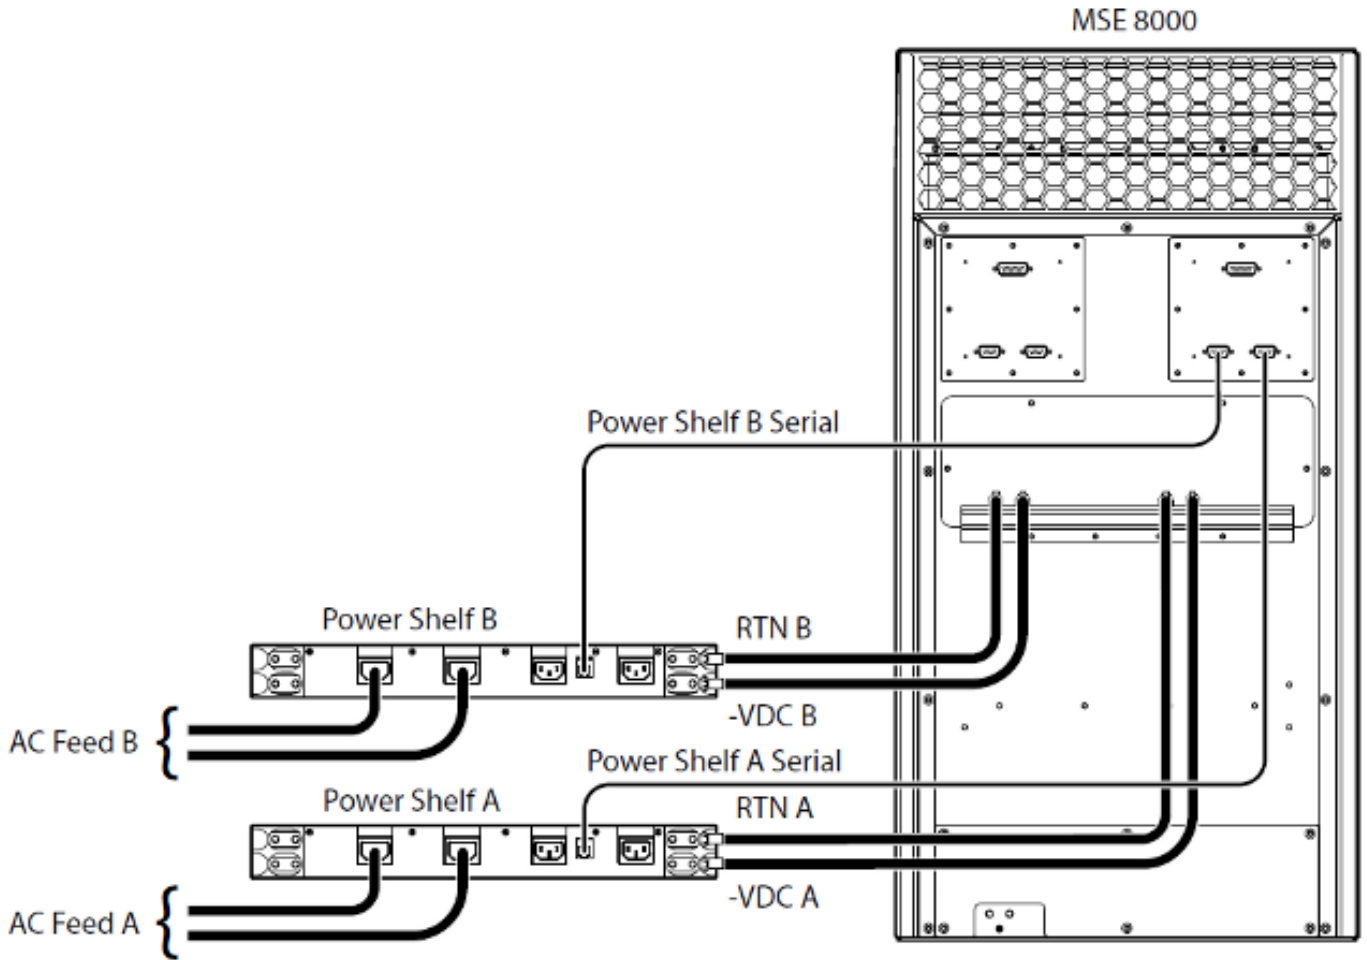 MSE 8000
Power Shelf B Serial
Power Shelf B
RTN B
-VDC B
AC Feed B
Power Shelf A Serial
Power Shelf A
RTN A
-VDC A
AC Feed A